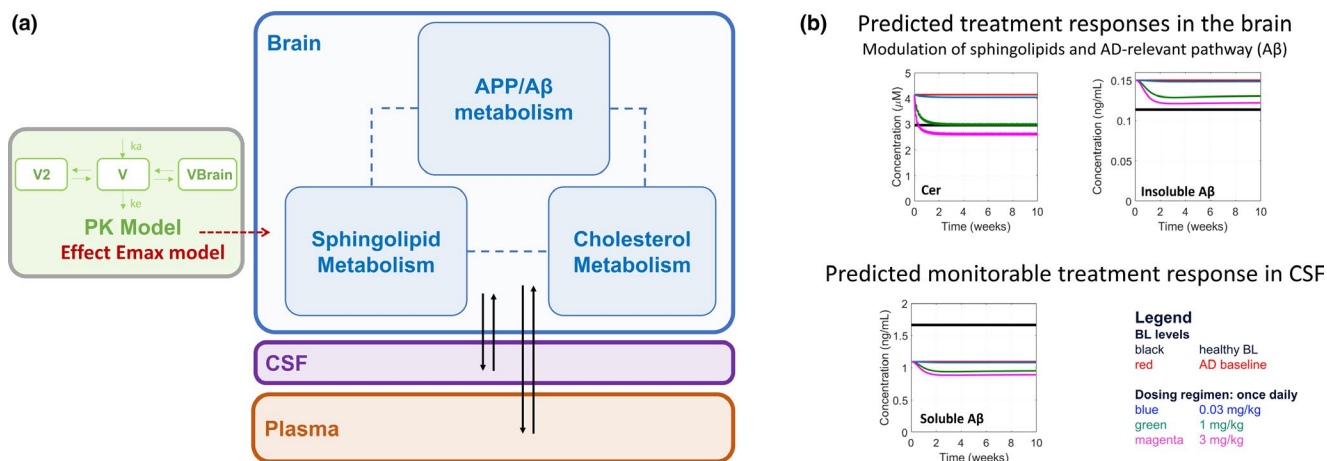 (a)
Brain
APP/Aβ
metabolism
ka
V2
V
VBrain
ke
PK Model
Effect Emax model
Sphingolipid
Metabolism
Cholesterol
Metabolism
CSF
Plasma
(b)
Predicted treatment responses in the brain
Modulation of sphingolipids and AD-relevant pathway (Aβ)
Concentration (μM)
5
4
3
2
1
0
Cer
0 2 4 6 8 10
Time (weeks)
Concentration (ng/mL)
0.15
0.1
0.05
0
Insoluble Aβ
0 2 4 6 8 10
Time (weeks)
Predicted monitorable treatment response in CSF
Concentration (ng/mL)
2
1.5
1
0.5
0
Soluble Aβ
0 2 4 6 8 10
Time (weeks)
Legend
BL levels
black healthy BL
red AD baseline
Dosing regimen: once daily
blue 0.03 mg/kg
green 1 mg/kg
magenta 3 mg/kg